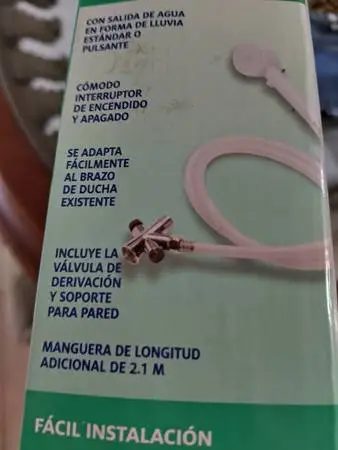 CON SALIDA DE AGUA
EN FORMA DE LLUVIA
ESTÁNDAR O
PULSANTE
CÓMODO
INTERRUPTOR
DE ENCENDIDO
Y APAGADO
SE ADAPTA
FÁCILMENTE
AL BRAZO
DE DUCHA
EXISTENTE
INCLUYE LA
VÁLVULA DE
DERIVACIÓN
Y SOPORTE
PARA PARED
MANGUERA DE LONGITUD
ADICIONAL DE 2.1 M
FÁCIL INSTALACIÓN